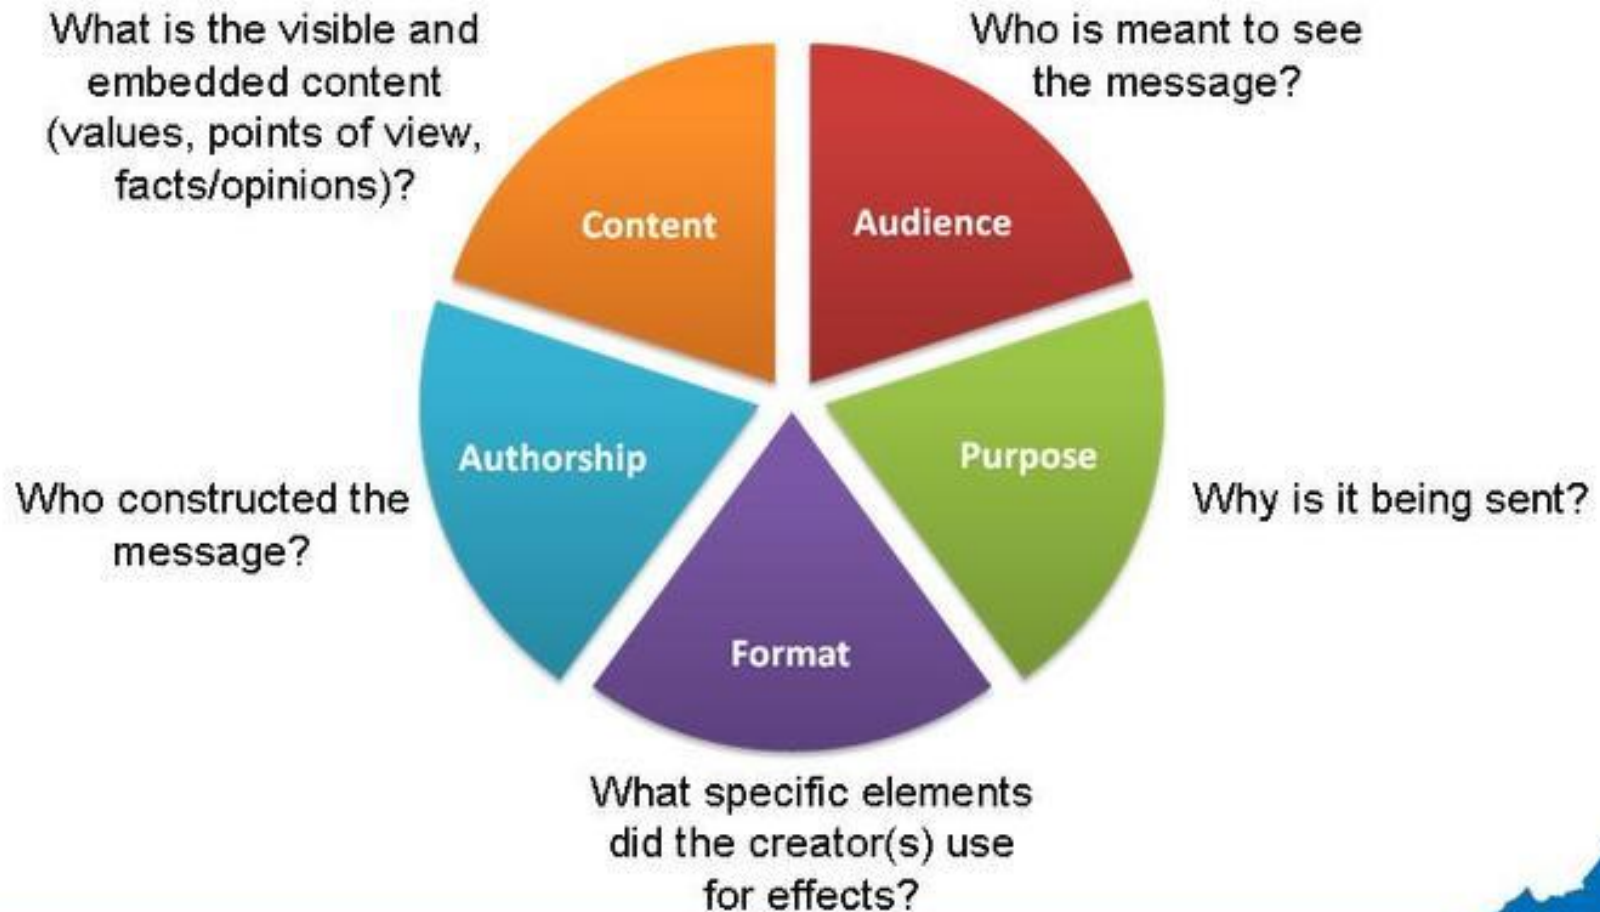 What is the visible and
embedded content
(values, points of view,
facts/opinions)?
Who is meant to see
the message?
Content
Audience
Authorship
Purpose
Who constructed the
message?
Why is it being sent?
Format
What specific elements
did the creator(s) use
for effects?